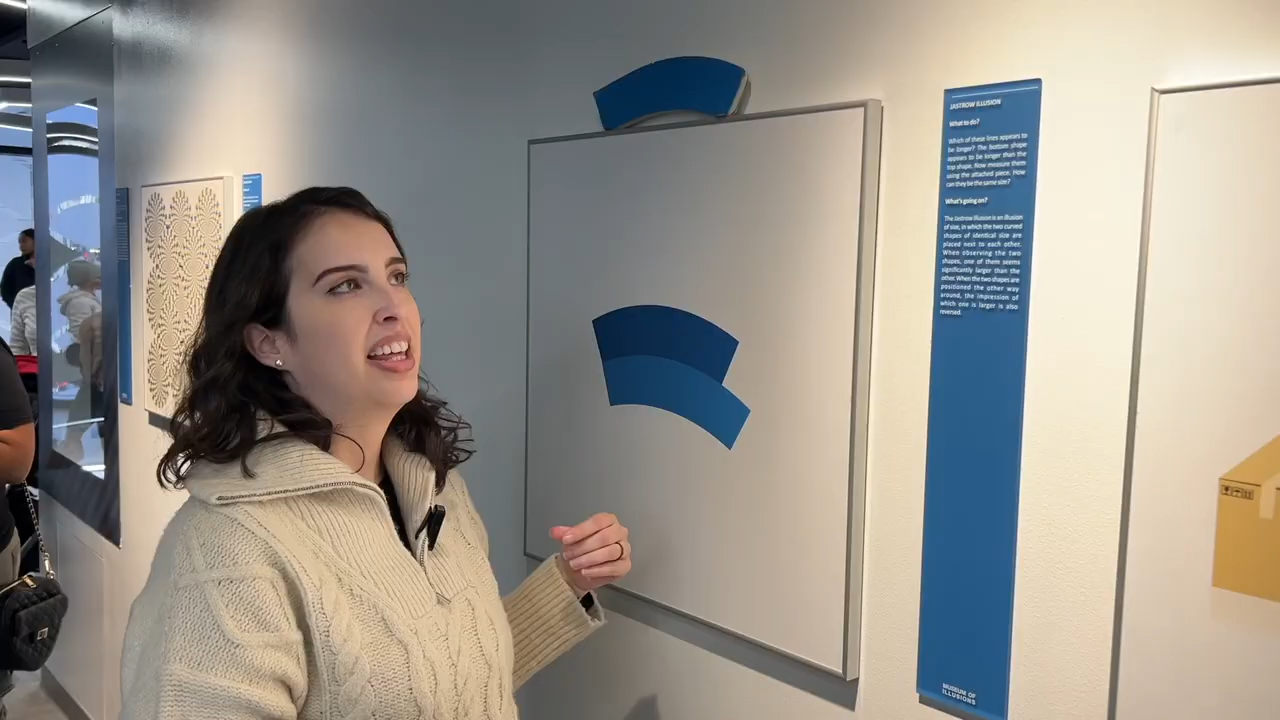 JASTROW ILLUSION
What to do?
Which of these lines appears to
be longer? The bottom shape
appears to be longer than the
top shape. Now measure them
using the attached piece. How
can they be the same size?
What's going on?
The Jastrow illusion is an illusion
of size, in which the two curved
shapes of identical size are
placed next to each other.
When observing the two
shapes, one of them seems
significantly larger than the
other. When the two shapes are
positioned the other way
around, the impression of
which one is larger is also
reversed.
MUSEUM OF
ILLUSIONS